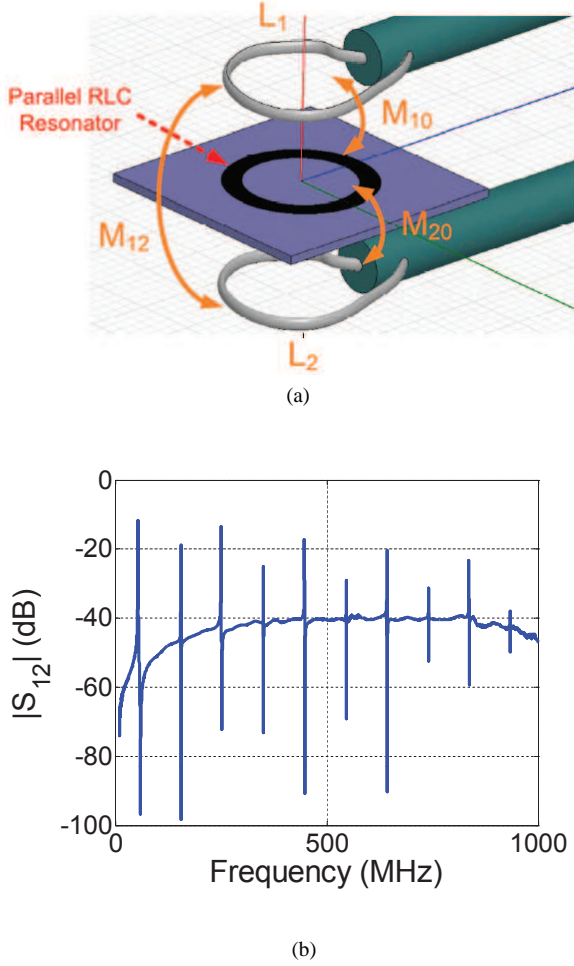 L1
Parallel RLC
Resonator
M10
M12
M20
L2
(a)
0
-20
-40
-60
-80
-100
|S12| (dB)
0
500
1000
Frequency (MHz)
(b)